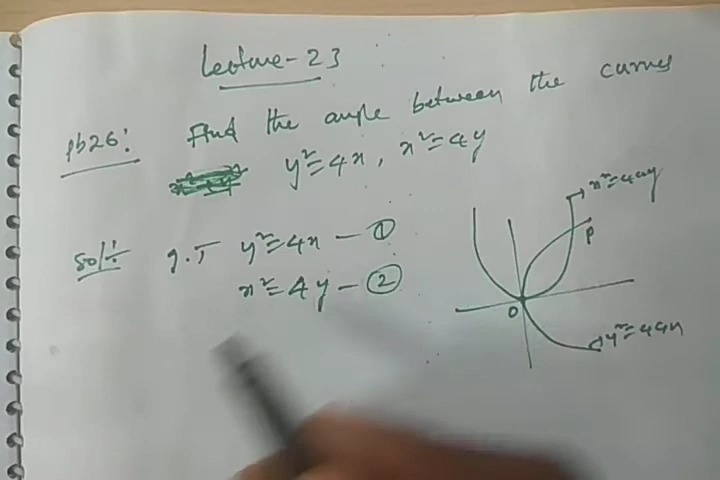 Lecture-23
Pb26: Find the angle between the curves
y²=4x, x²=4y
Sol:- g.T y²=4x — ①
x²=4y — ②
x²=4ay
P
O
y²=4ax